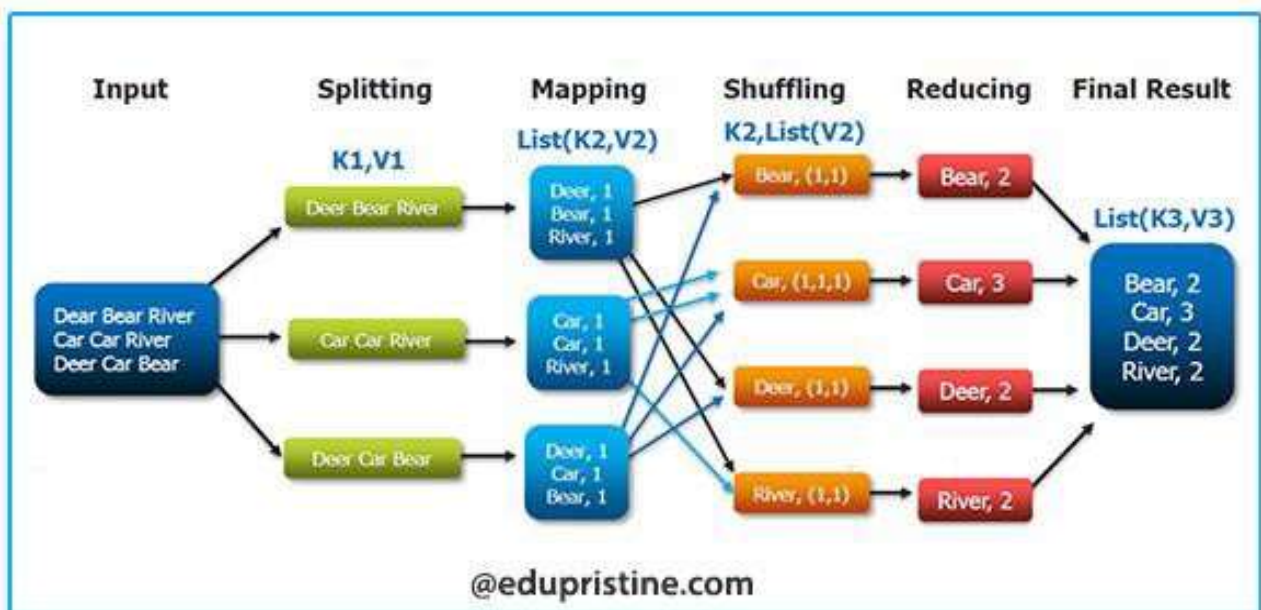 Input
Splitting
Mapping
Shuffling
Reducing
Final Result
K1,V1
List(K2,V2)
K2,List(V2)
List(K3,V3)
Dear Bear River
Car Car River
Deer Car Bear
Deer Bear River
Car Car River
Deer Car Bear
Deer, 1
Bear, 1
River, 1
Car, 1
Car, 1
River, 1
Deer, 1
Car, 1
Bear, 1
Bear, (1,1)
Car, (1,1,1)
Deer, (1,1)
River, (1,1)
Bear, 2
Car, 3
Deer, 2
River, 2
Bear, 2
Car, 3
Deer, 2
River, 2
@edupristine.com